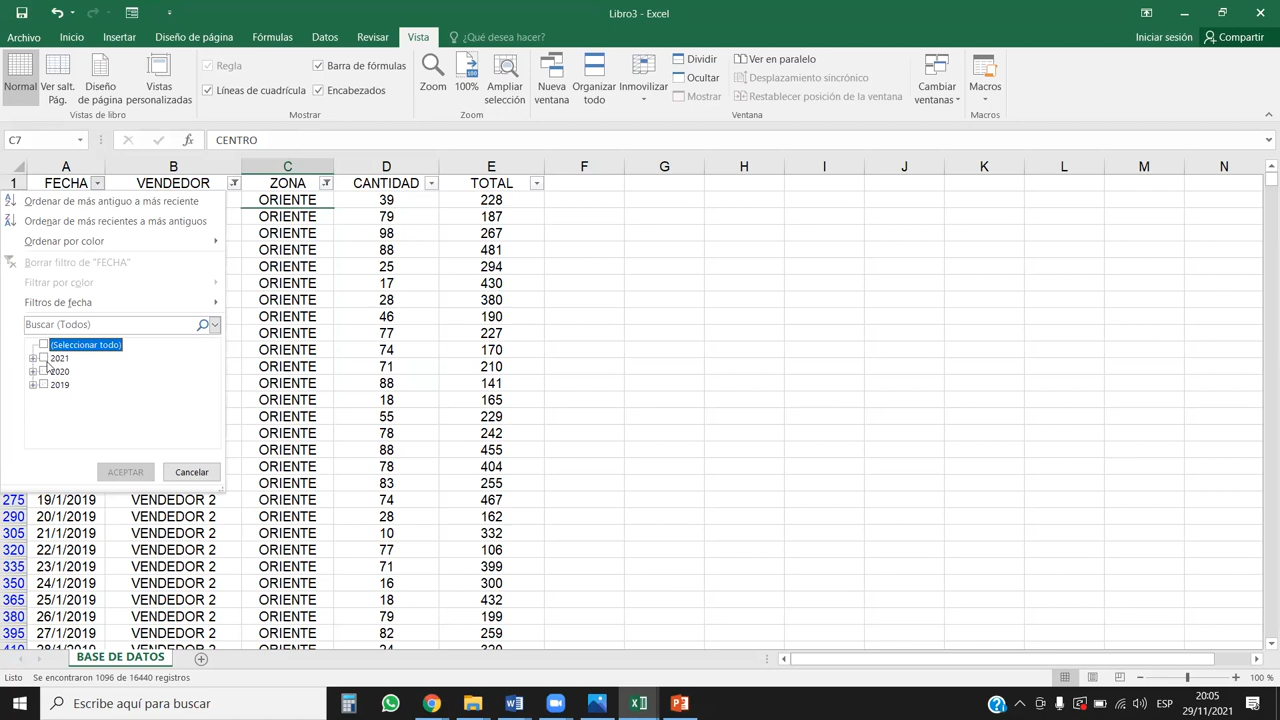 Libro3 - Excel
Archivo Inicio Insertar Diseño de página Fórmulas Datos Revisar Vista ¿Qué desea hacer? Iniciar sesión Compartir
Normal Ver salt. Pág. Diseño de página Vistas personalizadas
Regla Barra de fórmulas
Líneas de cuadrícula Encabezados
Zoom 100% Ampliar selección
Nueva ventana Organizar todo Inmovilizar
Dividir Ver en paralelo
Ocultar Desplazamiento sincrónico
Mostrar Restablecer posición de la ventana
Cambiar ventanas Macros
Vistas de libro Mostrar Zoom Ventana Macros
C7 fx CENTRO
A B C D E F G H I J K L M N
1 FECHA VENDEDOR ZONA CANTIDAD TOTAL
Ordenar de más antiguo a más reciente
Ordenar de más recientes a más antiguos
Ordenar por color
Borrar filtro de "FECHA"
Filtrar por color
Filtros de fecha
Buscar (Todos)
(Seleccionar todo)
2021
2020
2019
ACEPTAR Cancelar
ORIENTE 39 228
ORIENTE 79 187
ORIENTE 98 267
ORIENTE 88 481
ORIENTE 25 294
ORIENTE 17 430
ORIENTE 28 380
ORIENTE 46 190
ORIENTE 77 227
ORIENTE 74 170
ORIENTE 71 210
ORIENTE 88 141
ORIENTE 18 165
ORIENTE 55 229
ORIENTE 78 242
ORIENTE 88 455
ORIENTE 78 404
ORIENTE 83 255
275 19/1/2019 VENDEDOR 2 ORIENTE 74 467
290 20/1/2019 VENDEDOR 2 ORIENTE 28 162
305 21/1/2019 VENDEDOR 2 ORIENTE 10 332
320 22/1/2019 VENDEDOR 2 ORIENTE 77 106
335 23/1/2019 VENDEDOR 2 ORIENTE 71 399
350 24/1/2019 VENDEDOR 2 ORIENTE 16 300
365 25/1/2019 VENDEDOR 2 ORIENTE 18 432
380 26/1/2019 VENDEDOR 2 ORIENTE 79 199
395 27/1/2019 VENDEDOR 2 ORIENTE 82 259
410 28/1/2019 VENDEDOR 2 ORIENTE
BASE DE DATOS
Listo Se encontraron 1096 de 16440 registros 100 %
Escribe aquí para buscar ESP 20:05
29/11/2021